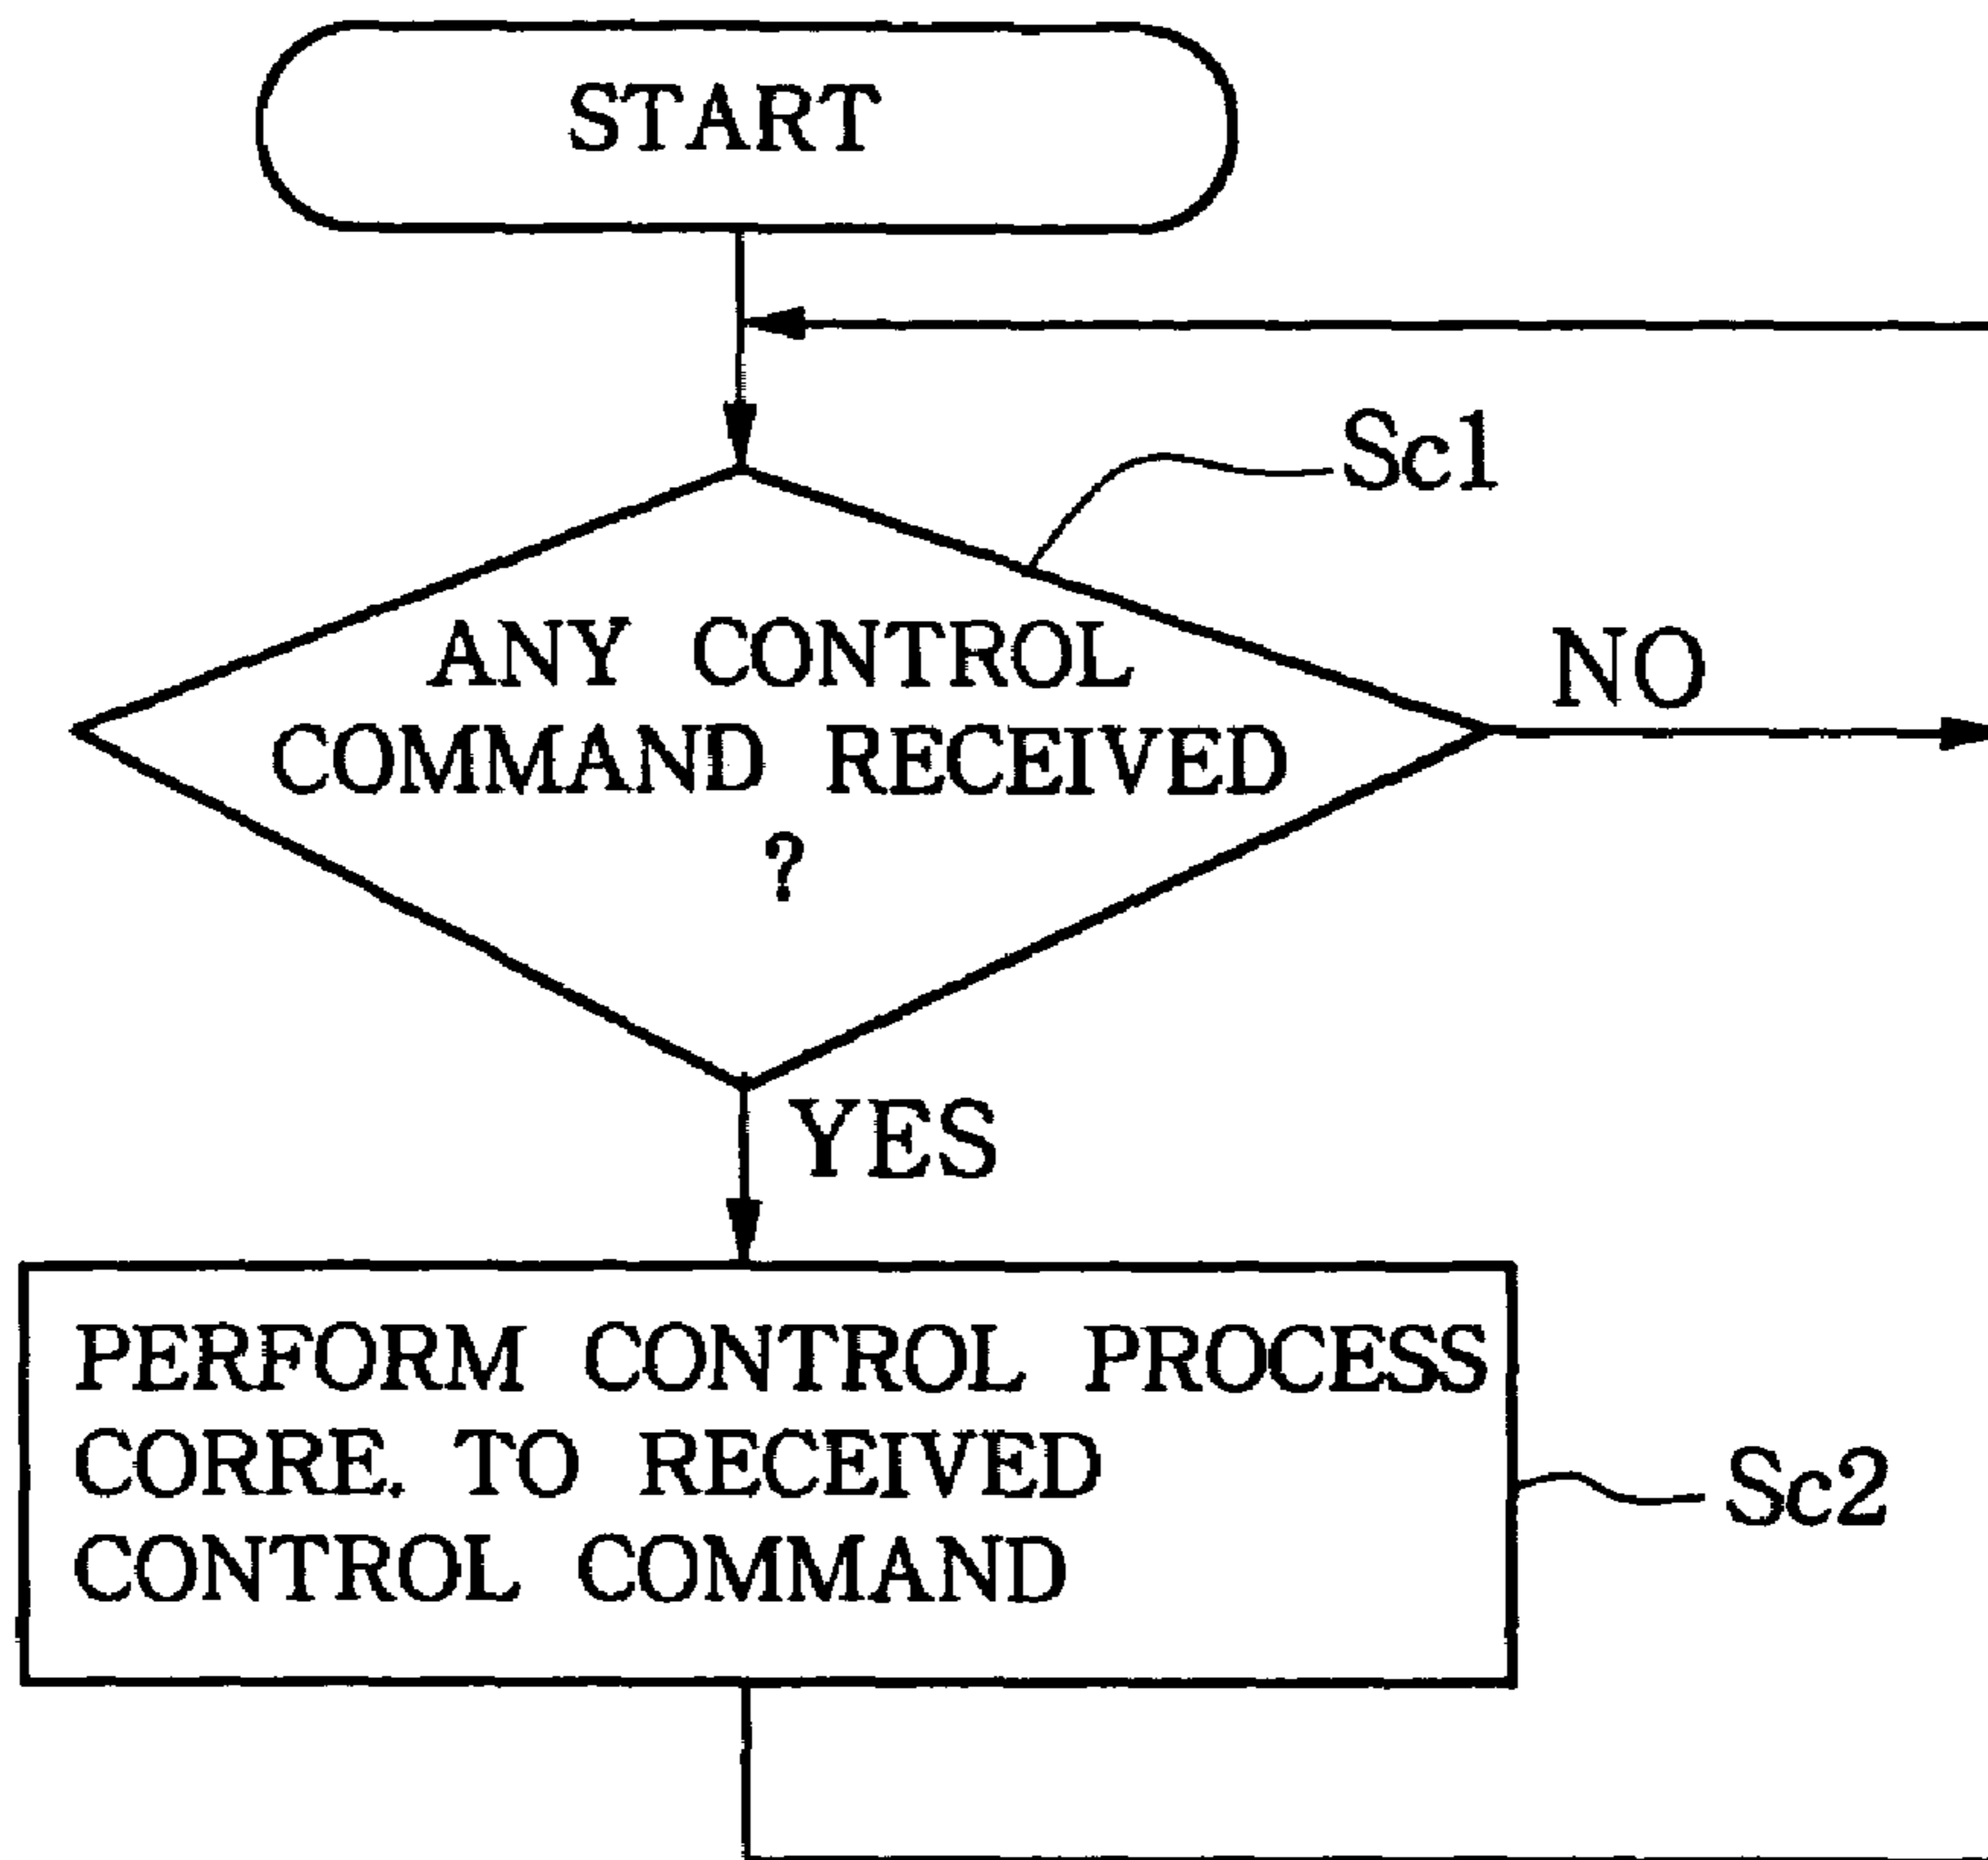 START
Sc1
ANY CONTROL
COMMAND RECEIVED
?
NO
YES
PERFORM CONTROL PROCESS
CORRE. TO RECEIVED
CONTROL COMMAND
Sc2